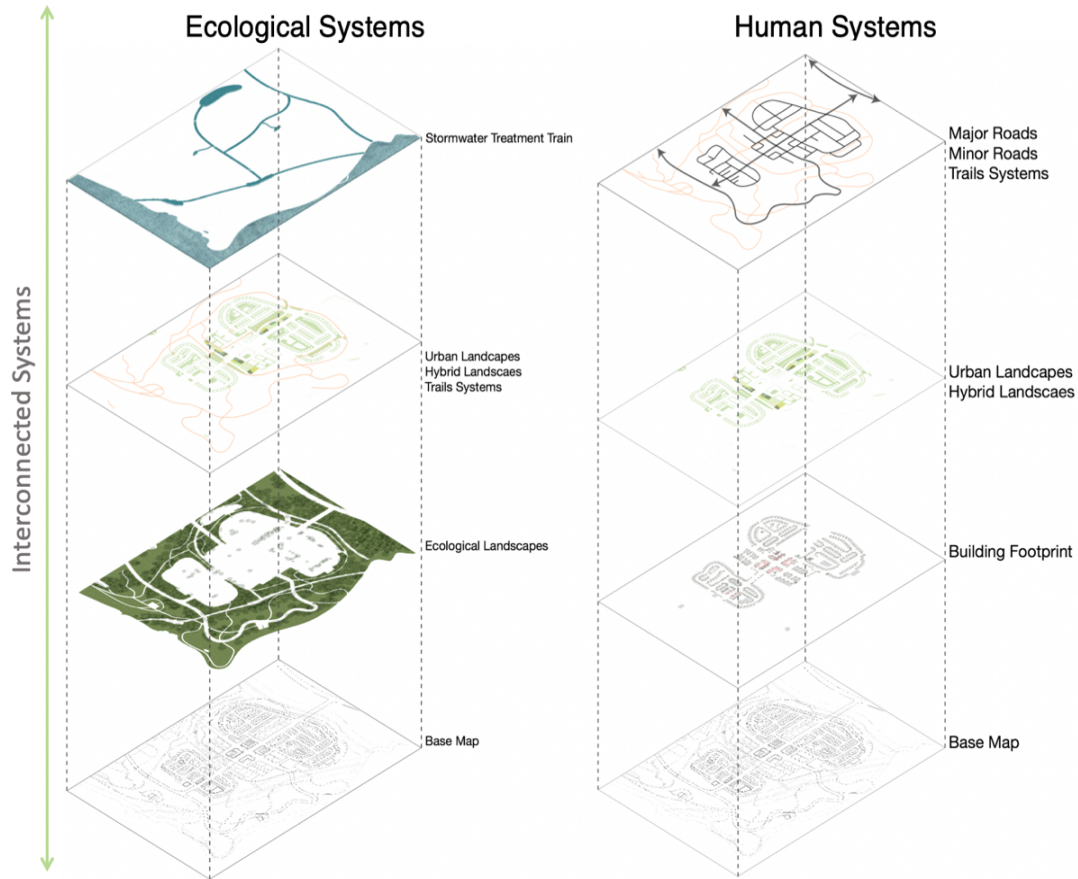 Interconnected Systems
Ecological Systems
Stormwater Treatment Train
Urban Landcapes
Hybrid Landscaes
Trails Systems
Ecological Landscapes
Base Map
Human Systems
Major Roads
Minor Roads
Trails Systems
Urban Landcapes
Hybrid Landscaes
Building Footprint
Base Map